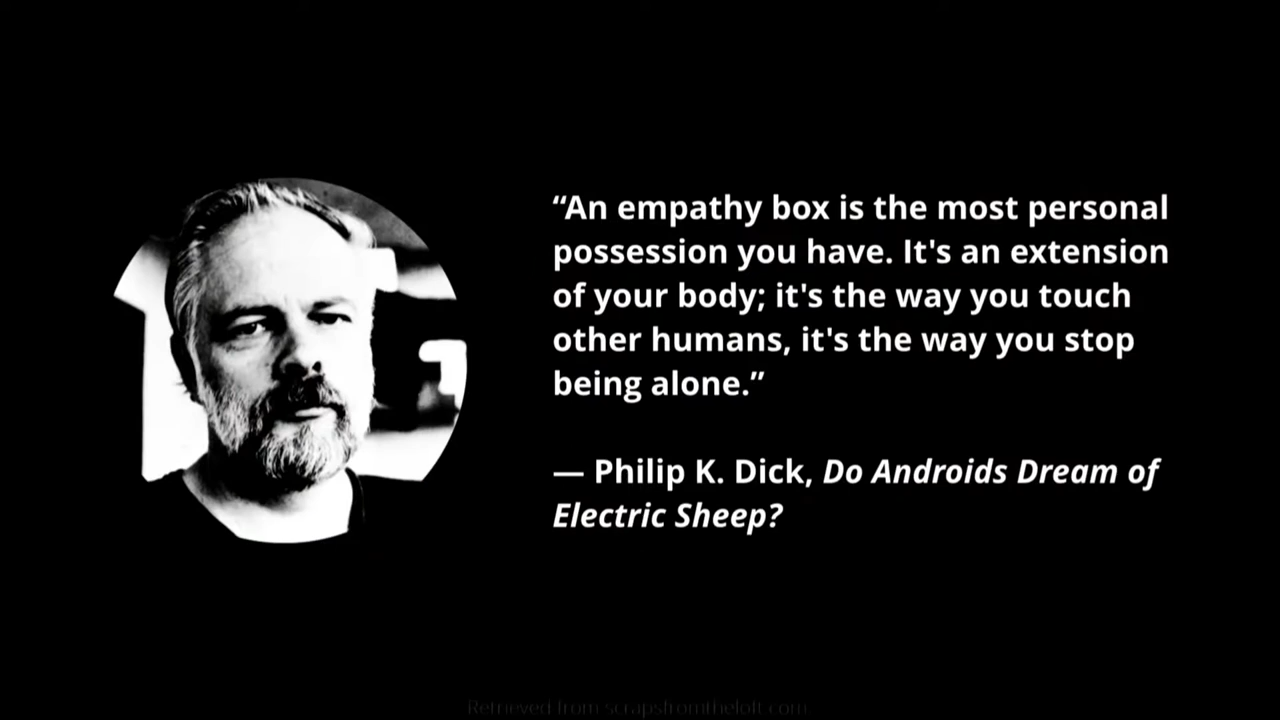 “An empathy box is the most personal
possession you have. It's an extension
of your body; it's the way you touch
other humans, it's the way you stop
being alone.”
— Philip K. Dick, Do Androids Dream of
Electric Sheep?
Retrieved from scrapsfromtheloft.com